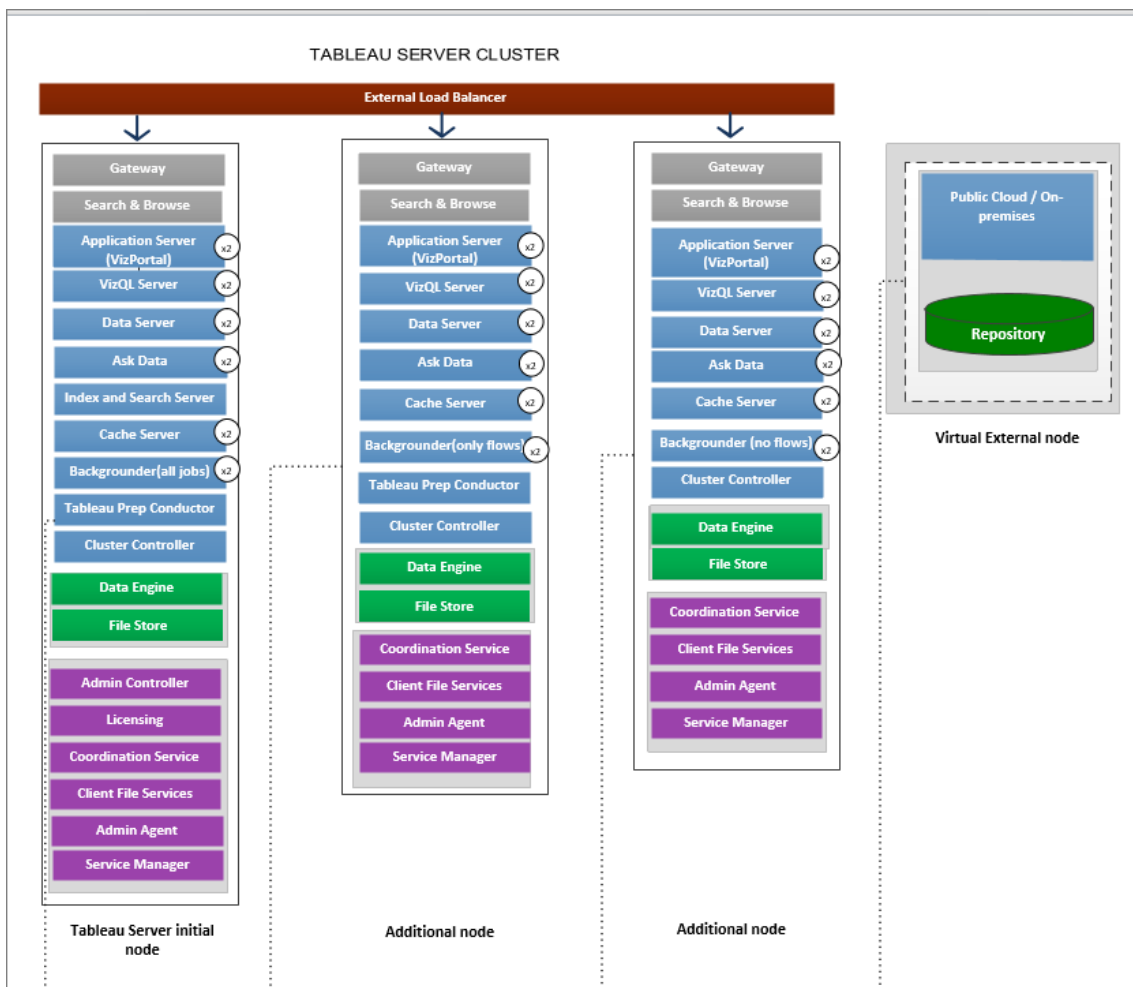 TABLEAU SERVER CLUSTER
External Load Balancer
Gateway
Search & Browse
Application Server
(VizPortal)
x2
VizQL Server
x2
Data Server
x2
Ask Data
x2
Index and Search Server
Cache Server
x2
Backgrounder(all jobs)
x2
Tableau Prep Conductor
Cluster Controller
Data Engine
File Store
Admin Controller
Licensing
Coordination Service
Client File Services
Admin Agent
Service Manager
Tableau Server initial
node
Gateway
Search & Browse
Application Server
(VizPortal)
x2
VizQL Server
x2
Data Server
x2
Ask Data
x2
Cache Server
x2
Backgrounder(only flows)
x2
Tableau Prep Conductor
Cluster Controller
Data Engine
File Store
Coordination Service
Client File Services
Admin Agent
Service Manager
Additional node
Gateway
Search & Browse
Application Server
(VizPortal)
x2
VizQL Server
x2
Data Server
x2
Ask Data
x2
Cache Server
x2
Backgrounder (no flows)
x2
Cluster Controller
Data Engine
File Store
Coordination Service
Client File Services
Admin Agent
Service Manager
Additional node
Public Cloud / On-
premises
Repository
Virtual External node